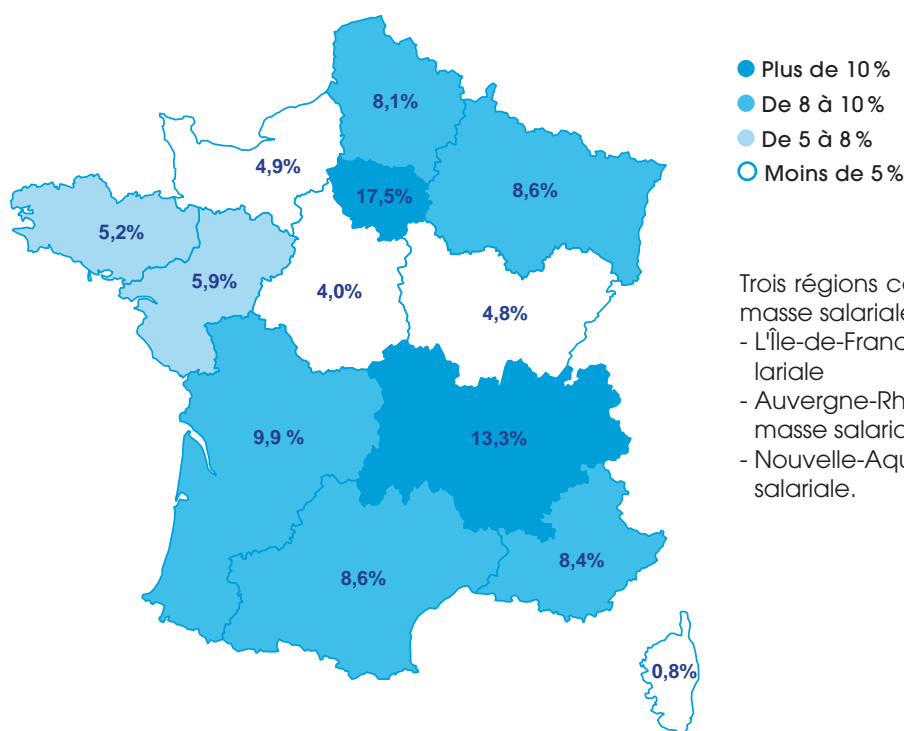 8,1%
4,9%
17,5%
8,6%
5,2%
5,9%
4,0%
4,8%
9,9 %
13,3%
8,6%
8,4%
0,8%
Plus de 10 %
De 8 à 10 %
De 5 à 8 %
Moins de 5 %
Trois régions
masse salariale
- L'Île-de-Franc
lariale
- Auvergne-Rh
masse
- Nouvelle-Aqu
salariale.